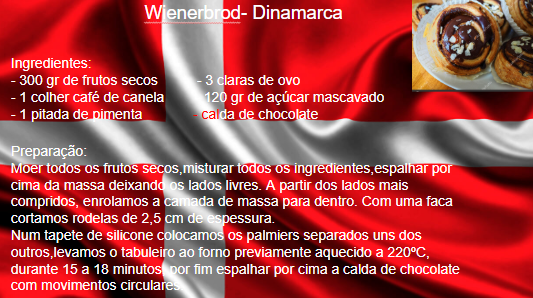 Wienerbrod- Dinamarca
Ingredientes:
- 300 gr de frutos secos - 3 claras de ovo
- 1 colher café de canela 120 gr de açúcar mascavado
- 1 pitada de pimenta - calda de chocolate
Preparação:
Moer todos os frutos secos,misturar todos os ingredientes,espalhar por
cima da massa deixando os lados livres. A partir dos lados mais
compridos, enrolamos a camada de massa para dentro. Com uma faca
cortamos rodelas de 2,5 cm de espessura.
Num tapete de silicone colocamos os palmiers separados uns dos
outros,levamos o tabuleiro ao forno previamente aquecido a 220ºC,
durante 15 a 18 minutos, por fim espalhar por cima a calda de chocolate
com movimentos circulares.